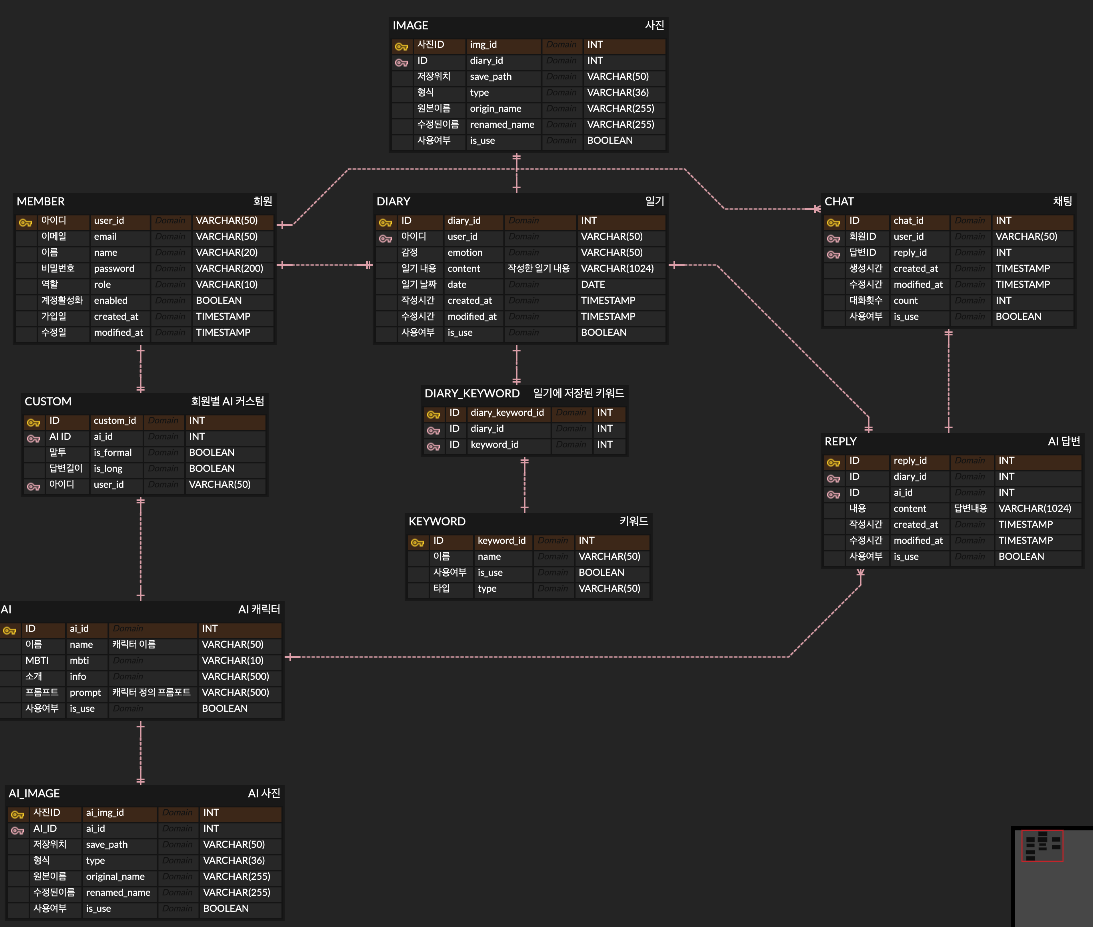 IMAGE 사진
사진ID img_id Domain INT
ID diary_id Domain INT
저장위치 save_path Domain VARCHAR(50)
형식 type Domain VARCHAR(36)
원본이름 origin_name Domain VARCHAR(255)
수정된이름 renamed_name Domain VARCHAR(255)
사용여부 is_use Domain BOOLEAN
MEMBER 회원
아이디 user_id Domain VARCHAR(50)
이메일 email Domain VARCHAR(50)
이름 name Domain VARCHAR(20)
비밀번호 password Domain VARCHAR(200)
역할 role Domain VARCHAR(10)
계정활성화 enabled Domain BOOLEAN
가입일 created_at Domain TIMESTAMP
수정일 modified_at Domain TIMESTAMP
DIARY 일기
ID diary_id Domain INT
아이디 user_id Domain VARCHAR(50)
감정 emotion Domain VARCHAR(50)
일기 내용 content 작성한 일기 내용 VARCHAR(1024)
일기 날짜 date Domain DATE
작성시간 created_at Domain TIMESTAMP
수정시간 modified_at Domain TIMESTAMP
사용여부 is_use Domain BOOLEAN
CHAT 채팅
ID chat_id Domain INT
회원ID user_id Domain VARCHAR(50)
답변ID reply_id Domain INT
생성시간 created_at Domain TIMESTAMP
수정시간 modified_at Domain TIMESTAMP
대화횟수 count Domain INT
사용여부 is_use Domain BOOLEAN
CUSTOM 회원별 AI 커스텀
ID custom_id Domain INT
AI ID ai_id Domain INT
말투 is_formal Domain BOOLEAN
답변길이 is_long Domain BOOLEAN
아이디 user_id Domain VARCHAR(50)
DIARY_KEYWORD 일기에 저장된 키워드
ID diary_keyword_id Domain INT
ID diary_id Domain INT
ID keyword_id Domain INT
REPLY AI 답변
ID reply_id Domain INT
ID diary_id Domain INT
ID ai_id Domain INT
내용 content 답변내용 VARCHAR(1024)
작성시간 created_at Domain TIMESTAMP
수정시간 modified_at Domain TIMESTAMP
사용여부 is_use Domain BOOLEAN
KEYWORD 키워드
ID keyword_id Domain INT
이름 name Domain VARCHAR(50)
사용여부 is_use Domain BOOLEAN
타입 type Domain VARCHAR(50)
AI AI 캐릭터
ID ai_id Domain INT
이름 name 캐릭터 이름 VARCHAR(50)
MBTI mbti Domain VARCHAR(10)
소개 info Domain VARCHAR(500)
프롬프트 prompt 캐릭터 정의 프롬포트 VARCHAR(500)
사용여부 is_use Domain BOOLEAN
AI_IMAGE AI 사진
사진ID ai_img_id Domain INT
AI_ID ai_id Domain INT
저장위치 save_path Domain VARCHAR(50)
형식 type Domain VARCHAR(36)
원본이름 original_name Domain VARCHAR(255)
수정된이름 renamed_name Domain VARCHAR(255)
사용여부 is_use Domain BOOLEAN